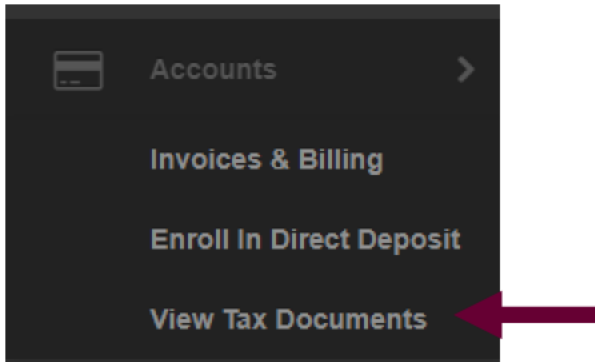 Accounts
Invoices & Billing
Enroll In Direct Deposit
View Tax Documents